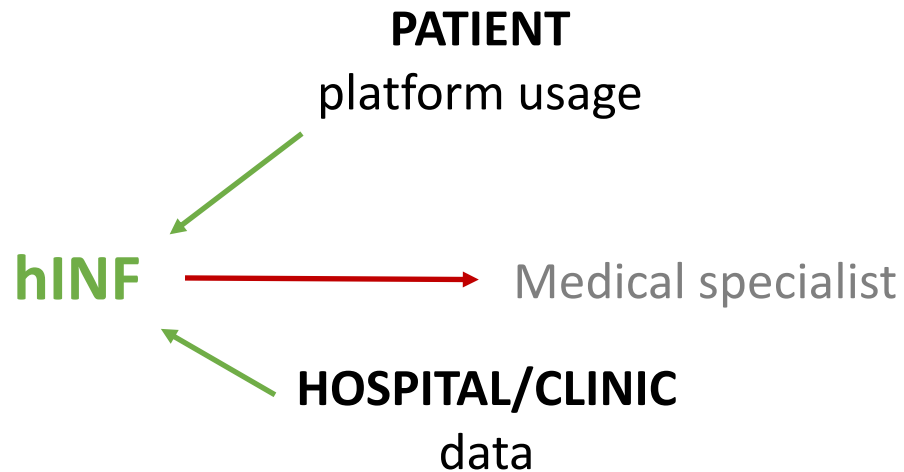 PATIENT
platform usage
hINF
Medical specialist
HOSPITAL/CLINIC
data